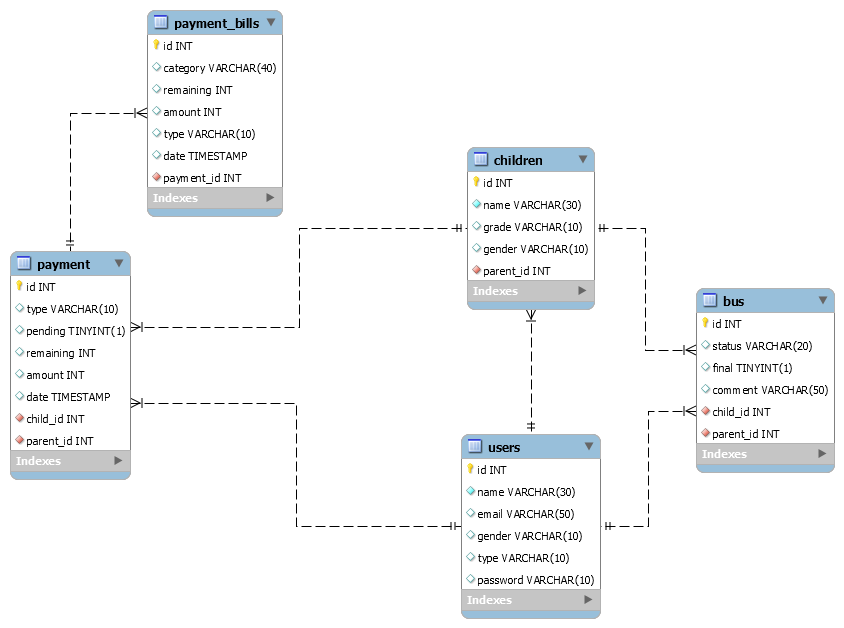 payment_bills
id INT
category VARCHAR(40)
remaining INT
amount INT
type VARCHAR(10)
date TIMESTAMP
payment_id INT
Indexes
children
id INT
name VARCHAR(30)
grade VARCHAR(10)
gender VARCHAR(10)
parent_id INT
Indexes
payment
id INT
type VARCHAR(10)
pending TINYINT(1)
remaining INT
amount INT
date TIMESTAMP
child_id INT
parent_id INT
Indexes
bus
id INT
status VARCHAR(20)
final TINYINT(1)
comment VARCHAR(50)
child_id INT
parent_id INT
Indexes
users
id INT
name VARCHAR(30)
email VARCHAR(50)
gender VARCHAR(10)
type VARCHAR(10)
password VARCHAR(10)
Indexes